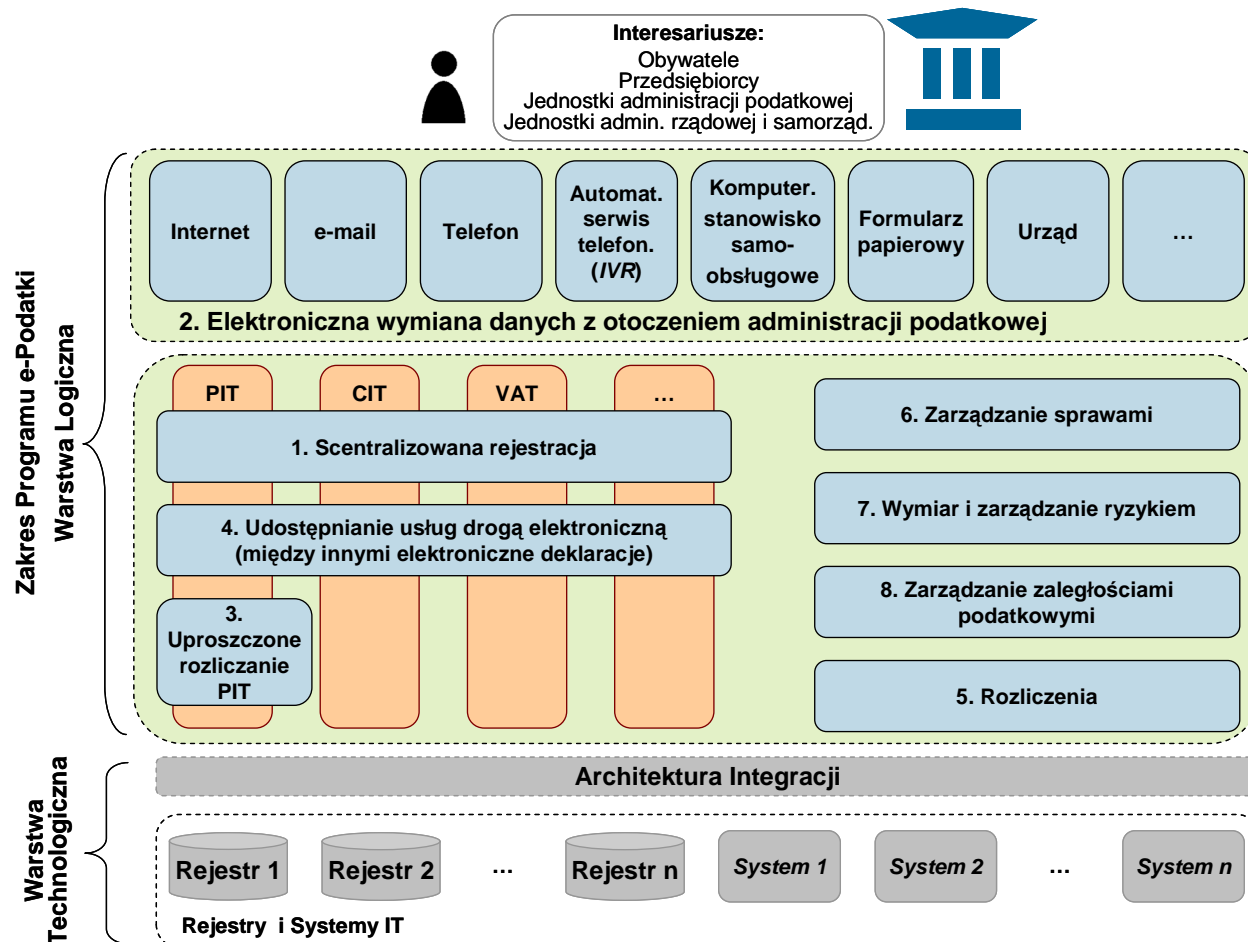 Interesariusze:
Obywatele
Przedsiębiorcy
Jednostki administracji podatkowej
Jednostki admin. rządowej i samorząd.
Zakres Programu e-Podatki
Warstwa Logiczna
Internet
e-mail
Telefon
Automat.
serwis
telefon.
(IVR)
Komputer.
stanowisko
samo-
obsługowe
Formularz
papierowy
Urząd
...
2. Elektroniczna wymiana danych z otoczeniem administracji podatkowej
PIT
CIT
VAT
...
1. Scentralizowana rejestracja
4. Udostępnianie usług drogą elektroniczną
(między innymi elektroniczne deklaracje)
3.
Uproszczone
rozliczanie
PIT
6. Zarządzanie sprawami
7. Wymiar i zarządzanie ryzykiem
8. Zarządzanie zaległościami
podatkowymi
5. Rozliczenia
Warstwa
Technologiczna
Architektura Integracji
Rejestr 1
Rejestr 2
...
Rejestr n
System 1
System 2
...
System n
Rejestry i Systemy IT